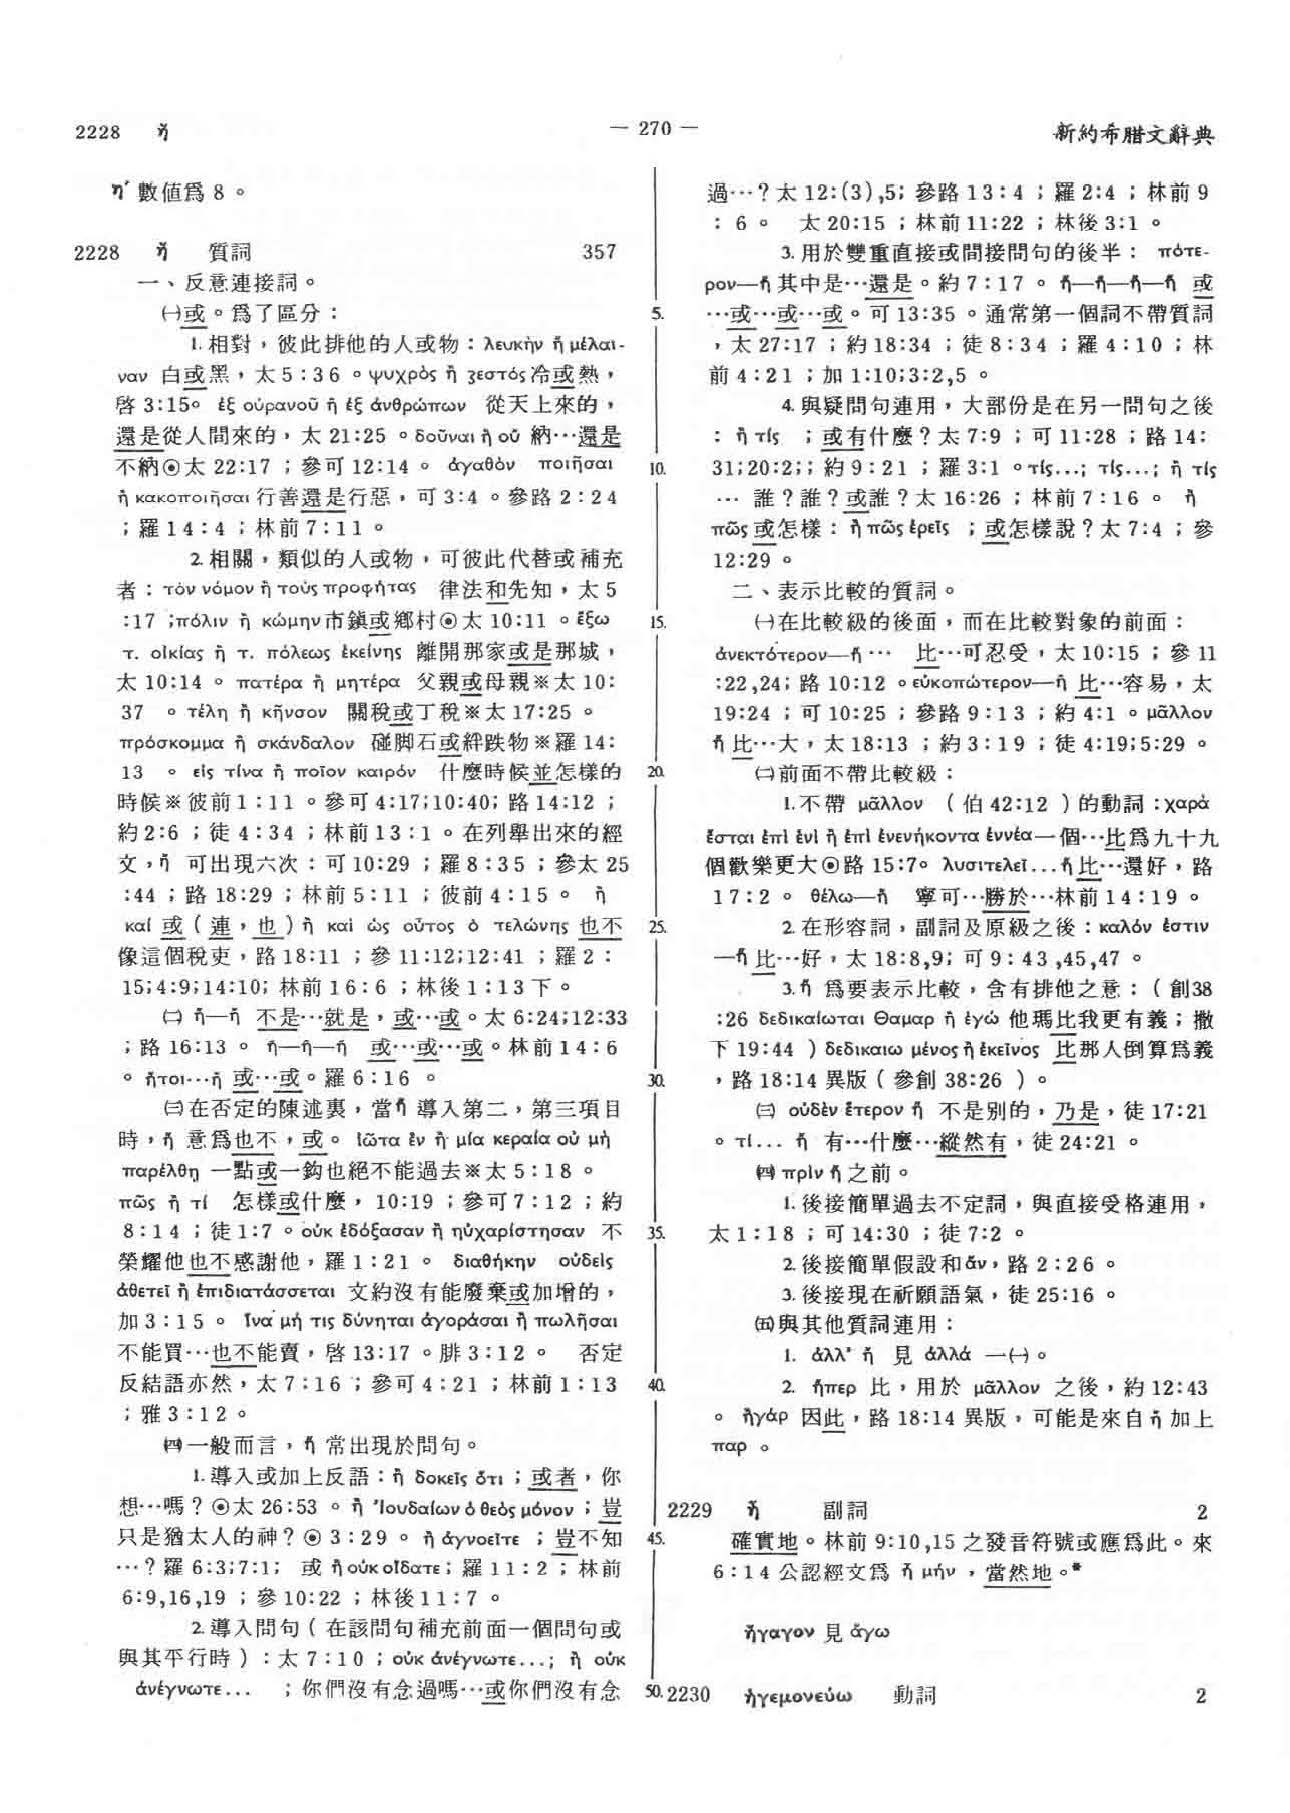 2228 ἤ
— 270 —
新約希腊文辭典
η´ 數値爲 8 。
2228 ἤ 質詞 357
一、反意連接詞。
㈠或。爲了區分：
1. 相對，彼此排他的人或物：λευκὴν ἢ μέλαι-
ναν 白或黑，太 5：36 。ψυχρὸς ἢ ζεστός冷或熱，
啓 3:15。 ἐξ οὐρανοῦ ἢ ἐξ ἀνθρώπων 從天上來的，
還是從人間來的，太 21:25 。δοῦναι ἢ οὔ 納…還是
不納⊙太 22:17 ；參可 12:14 。 ἀγαθὸν ποιῆσαι
ἢ κακοποιῆσαι 行善還是行惡，可 3:4 。參路 2：24
；羅 14：4 ；林前 7：11 。
2. 相關，類似的人或物，可彼此代替或補充
者：τὸν νόμον ἢ τοὺς προφήτας 律法和先知，太 5
:17 ;πόλιν ἢ κώμην市鎮或鄉村⊙太 10:11 。ἔξω
τ. οἰκίας ἢ τ. πόλεως ἐκείνης 離開那家或是那城，
太 10:14 。 πατέρα ἢ μητέρα 父親或母親※太 10:
37 。τέλη ἢ κῆνσον 關稅或丁稅※太 17:25 。
πρόσκομμα ἢ σκάνδαλον 碰脚石或絆跌物※羅 14:
13 。 εἰς τίνα ἢ ποῖον καιρόν 什麼時候並怎樣的
時候※彼前 1：11 。參可 4:17;10:40; 路 14:12 ；
約2:6 ；徒 4：34 ；林前 13：1 。在列舉出來的經
文，ἤ 可出現六次：可 10:29 ；羅 8：35 ；參太 25
:44 ；路 18:29 ；林前 5：11 ；彼前 4：15 。 ἢ
καί 或（連，也）ἢ καὶ ὡς οὗτος ὁ τελώνης 也不
像這個稅吏，路 18:11 ；參 11:12;12:41 ；羅 2：
15;4:9;14:10; 林前 16：6 ；林後 1：13 下。
㈡ ἤ—ἤ 不是…就是，或…或。太 6:24;12:33
；路 16:13 。 ἤ—ἤ—ἤ 或…或…或。林前 14：6
。ἤτοι…ἤ 或…或。羅 6：16 。
㈢在否定的陳述裏，當ἤ 導入第二，第三項目
時，ἤ 意爲也不，或。 ἰῶτα ἓν ἢ μία κεραία οὐ μὴ
παρέλθῃ 一點或一鈎也絕不能過去※太 5：18 。
πῶς ἢ τί 怎樣或什麼，10:19 ；參可 7：12 ；約
8：14 ；徒 1:7 。οὐκ ἐδόξασαν ἢ ηὐχαρίστησαν 不
榮耀他也不感謝他，羅 1：21 。 διαθήκην οὐδεὶς
ἀθετεῖ ἢ ἐπιδιατάσσεται 文約沒有能廢棄或加增的，
加 3：15 。 ἵνα μή τις δύνηται ἀγοράσαι ἢ πωλῆσαι
不能買…也不能賣，啓 13:17 。腓 3：12 。 否定
反結語亦然，太 7：16 ；參可 4：21 ；林前 1：13
；雅 3：12 。
㈣一般而言，ἤ 常出現於問句。
1. 導入或加上反語：ἢ δοκεῖς ὅτι ；或者，你
想…嗎？⊙太 26:53 。ἢ Ἰουδαίων ὁ θεὸς μόνον ；豈
只是猶太人的神？⊙ 3：29 。 ἢ ἀγνοεῖτε ；豈不知
…？羅 6:3;7:1; 或 ἢ οὐκ οἴδατε；羅 11：2 ；林前
6:9,16,19 ；參 10:22 ；林後 11：7 。
2. 導入問句（在該問句補充前面一個問句或
與其平行時）：太 7：10 ；οὐκ ἀνέγνωτε…; ἢ οὐκ
ἀνέγνωτε… ；你們沒有念過嗎…或你們沒有念
5.
10.
15.
20.
25.
30.
35.
40.
45.
50.
過…？太 12:(3),5; 參路 13：4 ；羅 2:4 ；林前 9
：6 。 太 20:15 ；林前 11:22 ；林後 3:1 。
3. 用於雙重直接或間接問句的後半： πότε-
ρον—ἤ 其中是…還是。約 7：17 。ἤ—ἤ—ἤ—ἤ 或
…或…或…或。可 13:35 。通常第一個詞不帶質詞
，太 27:17 ；約 18:34 ；徒 8：34 ；羅 4：10 ；林
前 4：21 ；加 1:10;3:2,5 。
4. 與疑問句連用，大部份是在另一問句之後
：ἢ τίς ；或有什麼？太 7:9 ；可 11:28 ；路 14:
31;20:2;; 約 9：21 ；羅 3:1 。τίς…; τίς…; ἢ τίς
… 誰？誰？或誰？太 16:26 ；林前 7：16 。 ἢ
πῶς 或怎樣：ἢ πῶς ἐρεῖς ；或怎樣說？太 7:4 ；參
12:29 。
二、表示比較的質詞。
㈠在比較級的後面，而在比較對象的前面：
ἀνεκτότερον—ἤ… 比…可忍受，太 10:15 ；參 11
:22,24; 路 10:12 。εὐκοπώτερον—ἤ 比…容易，太
19:24 ；可 10:25 ；參路 9：13 ；約 4:1 。μᾶλλον
ἤ 比…大，太 18:13 ；約 3：19 ；徒 4:19;5:29 。
㈡前面不帶比較級：
1. 不帶 μᾶλλον （伯 42:12 ）的動詞：χαρὰ
ἔσται ἐπὶ ἑνὶ ἢ ἐπὶ ἐνενήκοντα ἐννέα一個…比爲九十九
個歡樂更大⊙路 15:7。 λυσιτελεῖ…ἤ 比…還好，路
17：2 。 θέλω—ἤ 寧可…勝於…林前 14：19 。
2. 在形容詞，副詞及原級之後：καλόν ἐστιν
—ἤ 比…好，太 18:8,9; 可 9：43,45,47 。
3. ἤ 爲要表示比較，含有排他之意：（創38
:26 δεδικαίωται Θαμαρ ἢ ἐγώ 他瑪比我更有義；撒
下 19:44 ）δεδικαιω μένος ἢ ἐκεῖνος 比那人倒算爲義
，路 18:14 異版（參創 38:26 ）。
㈢ οὐδὲν ἕτερον ἤ 不是別的，乃是，徒 17:21
。τί… ἤ 有…什麼…縱然有，徒 24:21 。
㈣ πρὶν ἤ 之前。
1. 後接簡單過去不定詞，與直接受格連用，
太 1：18 ；可 14:30 ；徒 7:2 。
2. 後接簡單假設和ἄν，路 2：26 。
3. 後接現在祈願語氣，徒 25:16 。
㈤與其他質詞連用：
1. ἀλλ’ ἤ 見 ἀλλά 一㈠。
2. ἤπερ 比，用於 μᾶλλον 之後，約 12:43
。 ἠγάρ 因此，路 18:14 異版，可能是來自 ἤ 加上
παρ 。
2229 ἦ 副詞 2
確實地。林前 9:10,15 之發音符號或應爲此。來
6：14 公認經文爲 ἦ μήν ，當然地。*
ἤγαγον 見 ἄγω
2230 ἡγεμονεύω 動詞 2